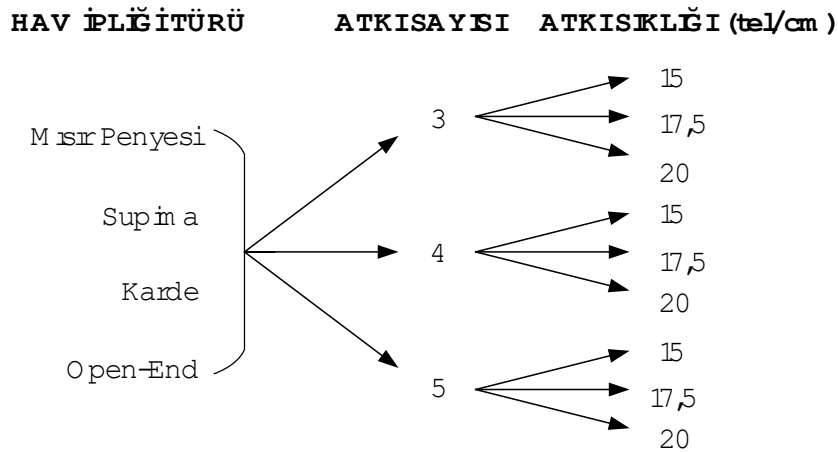 HAV İPLİĞİ TÜRÜ ATKI SAYISI ATKI SIKLIĞI (tel/cm)
Mısır Penyesi
Supima
Karde
Open-End
3
4
5
15
17,5
20
15
17,5
20
15
17,5
20